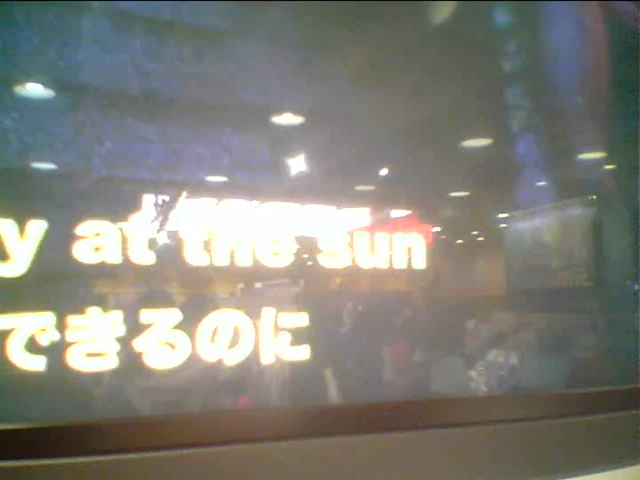 y at the sun
できるのに